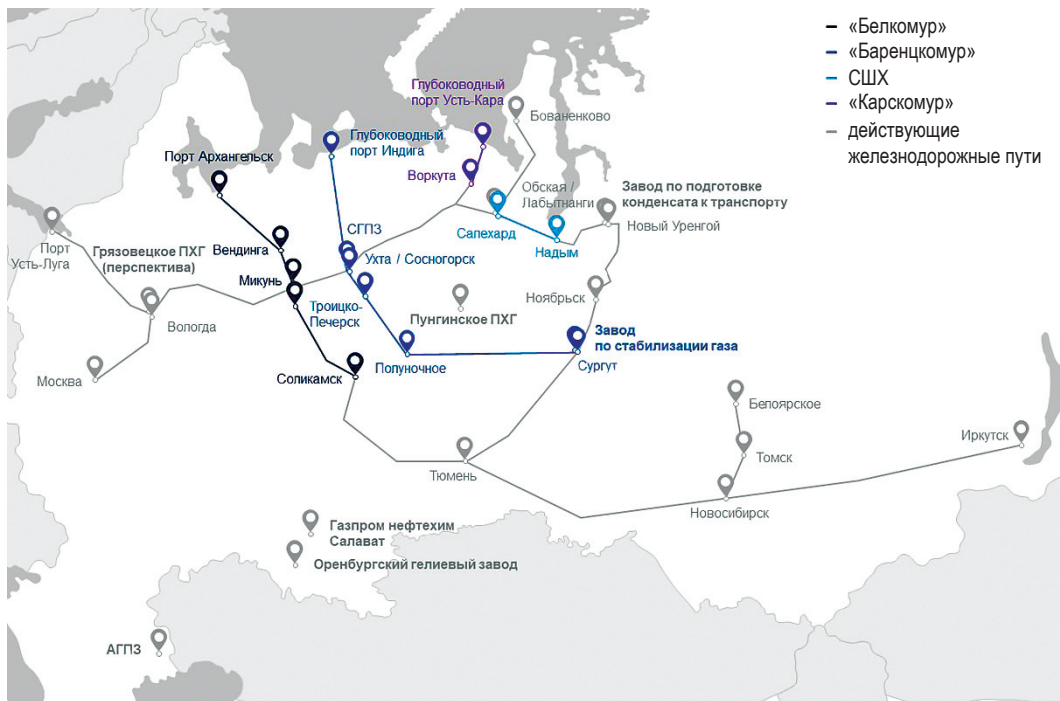 «Белкомур»
«Баренцкомур»
СШХ
«Карскомур»
действующие
железнодорожные пути
Глубоководный
порт Усть-Кара
Бованенково
Глубоководный
порт Индига
Порт Архангельск
Воркута
Обская /
Лабытнанги
Завод по подготовке
конденсата к транспорту
Салехард
Новый Уренгой
Надым
Порт
Усть-Луга
Грязовецкое ПХГ
(перспектива)
Вендинга
СГПЗ
Ухта / Сосногорск
Микунь
Троицко-
Печерск
Пунгинское ПХГ
Ноябрьск
Вологда
Завод
по стабилизации газа
Москва
Соликамск
Полуночное
Сургут
Белоярское
Иркутск
Томск
Тюмень
Новосибирск
Газпром нефтехим
Салават
Оренбургский гелиевый завод
АГПЗ